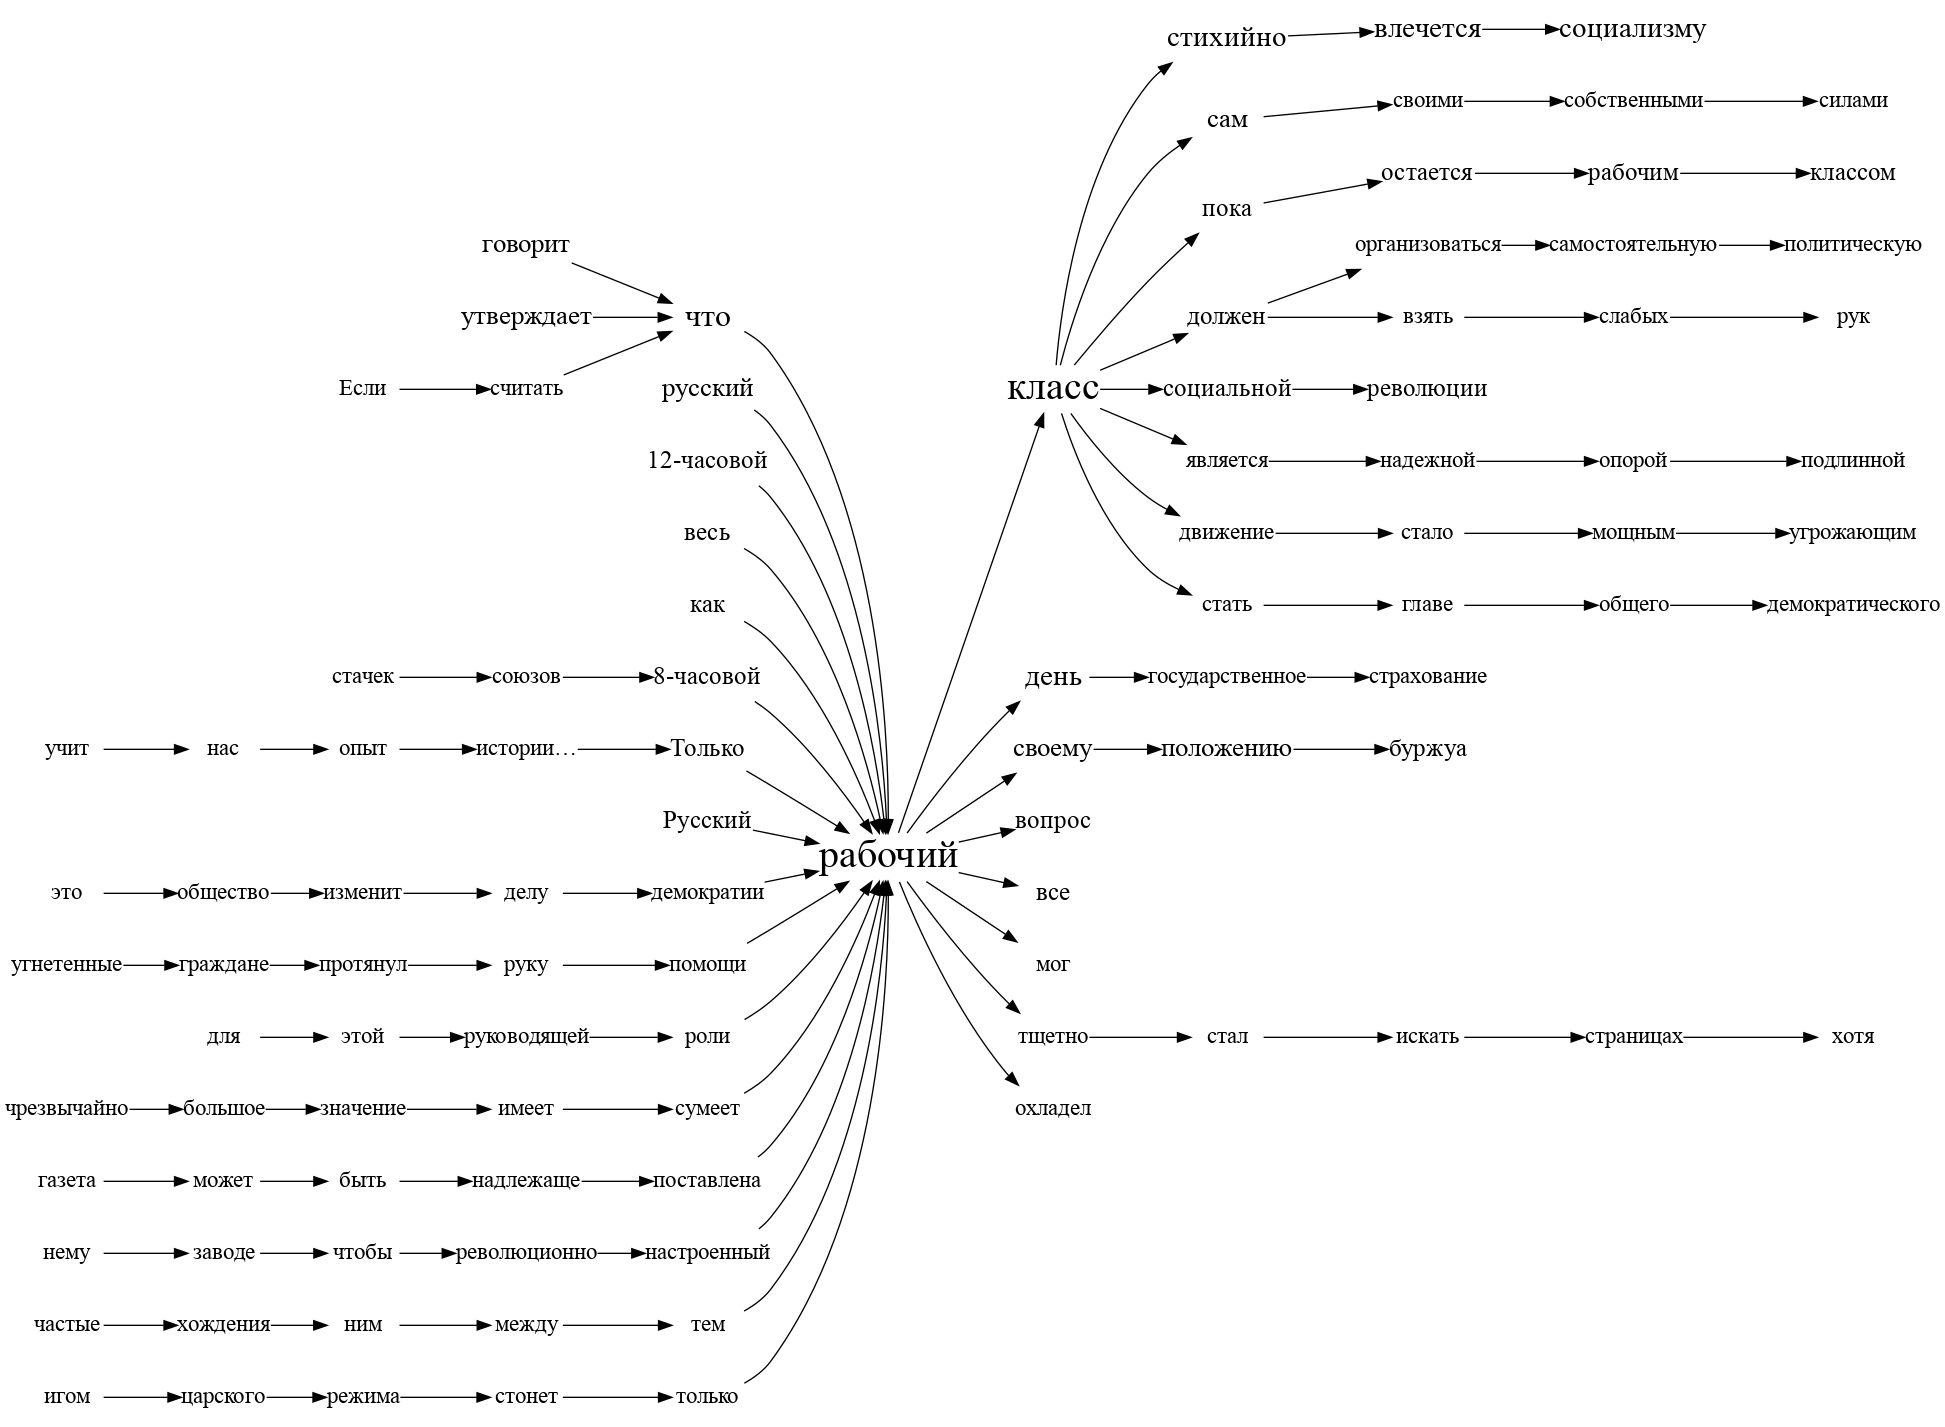 стихийно влечется социализму
сам своими собственными силами
пока остается рабочим классом
говорит организоваться самостоятельную политическую
утверждает что должен взять слабых рук
Если считать русский класс социальной революции
12-часовой является надежной опорой подлинной
весь движение стало мощным угрожающим
как стать главе общего демократического
стачек союзов 8-часовой день государственное страхование
учит нас опыт истории… Только своему положению буржуа
Русский вопрос
рабочий
это общество изменит делу демократии все
угнетенные граждане протянул руку помощи мог
для этой руководящей роли тщетно стал искать страницах хотя
чрезвычайно большое значение имеет сумеет охладел
газета может быть надлежаще поставлена
нему заводе чтобы революционно настроенный
частые хождения ним между тем
игом царского режима стонет только